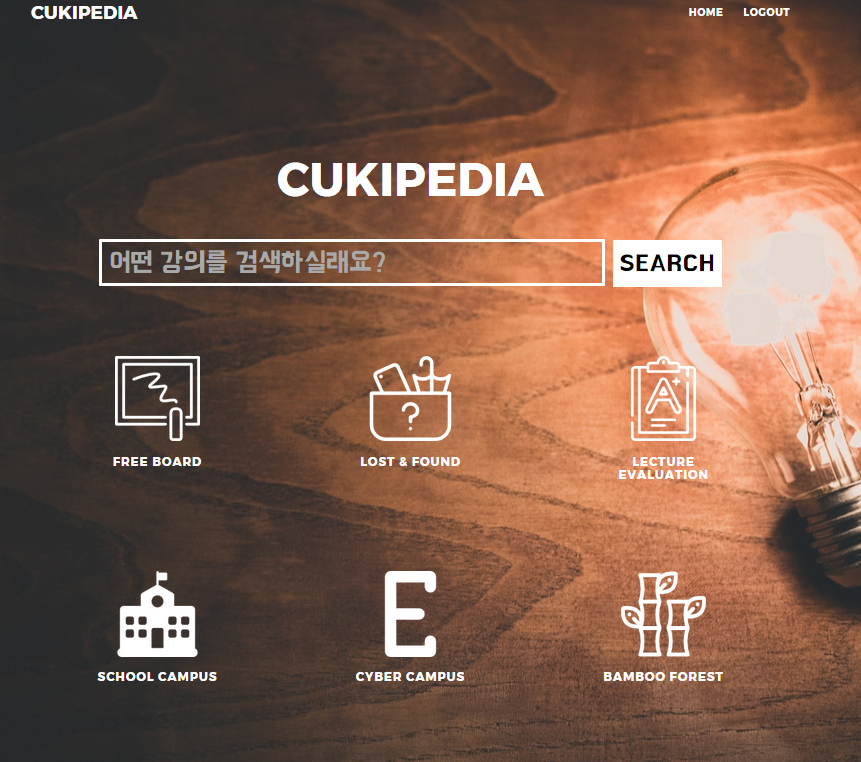 CUKIPEDIA
HOME LOGOUT
CUKIPEDIA
어떤 강의를 검색하실래요?
SEARCH
FREE BOARD
LOST & FOUND
LECTURE
EVALUATION
SCHOOL CAMPUS
E
CYBER CAMPUS
BAMBOO FOREST